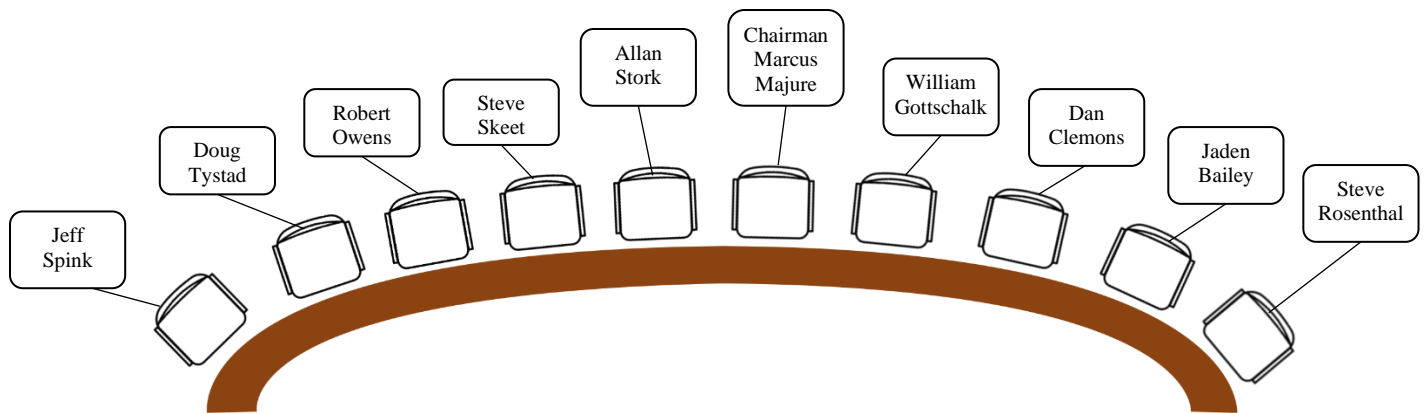 Jeff
Spink
Doug
Tystad
Robert
Owens
Steve
Skeet
Allan
Stork
Chairman
Marcus
Majure
William
Gottschalk
Dan
Clemons
Jaden
Bailey
Steve
Rosenthal